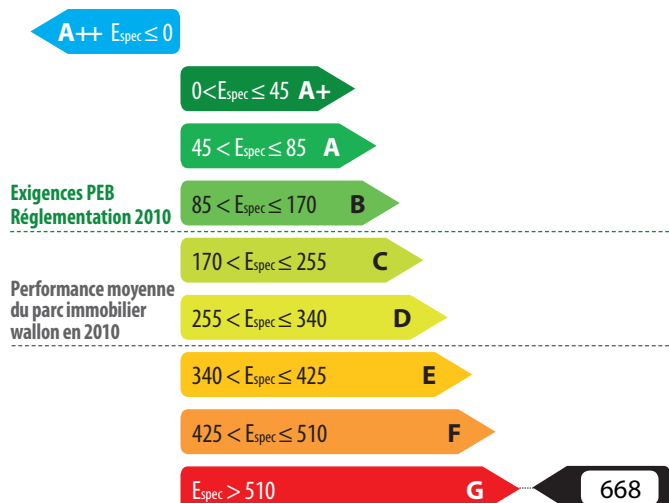 A++ Espec ≤ 0
0<Espec ≤ 45 A+
45 < Espec ≤ 85 A
Exigences PEB
Réglementation 2010
85 < Espec ≤ 170 B
170 < Espec ≤ 255 C
Performance moyenne
du parc immobilier
wallon en 2010
255 < Espec ≤ 340 D
340 < Espec ≤ 425 E
425 < Espec ≤ 510 F
Espec > 510 G
668